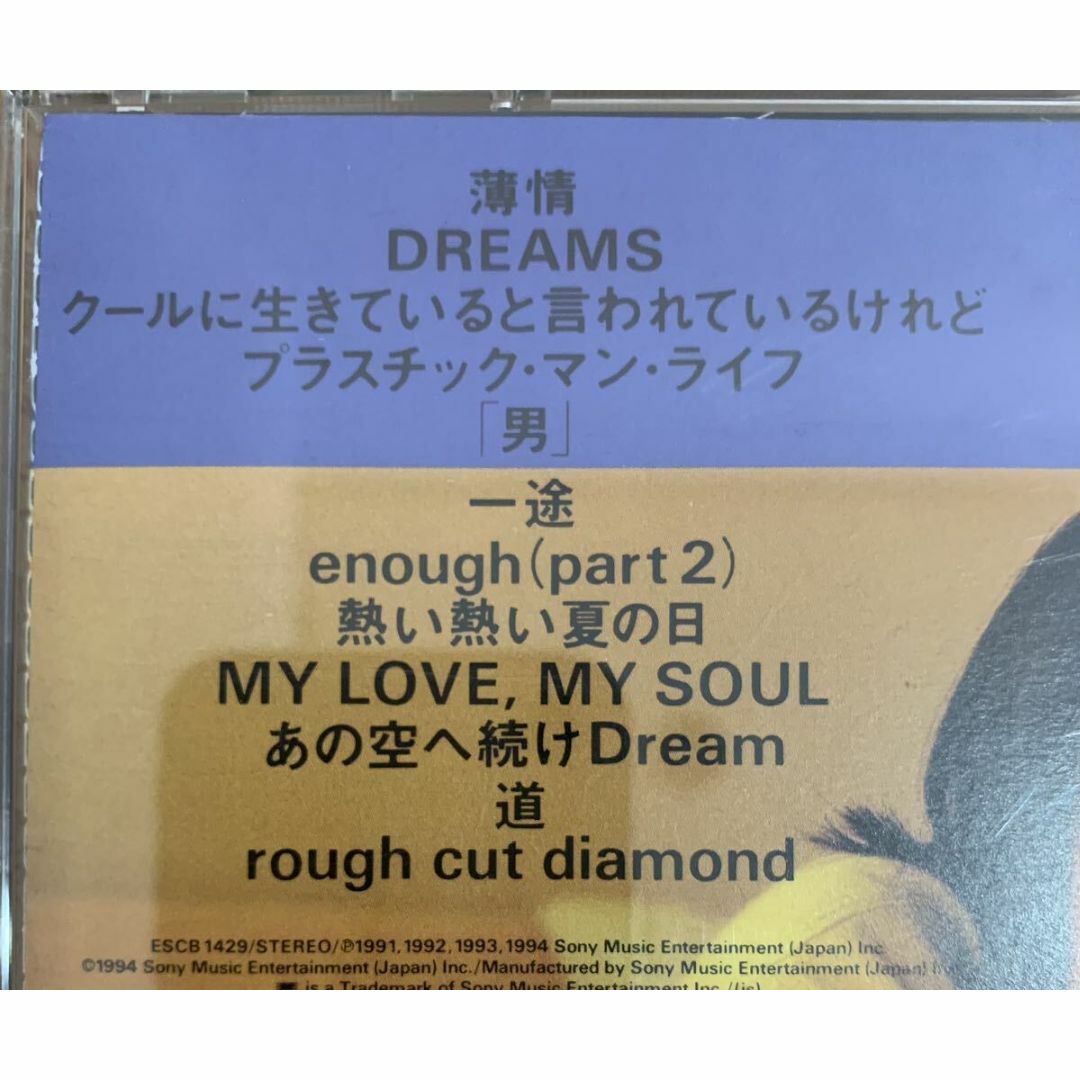 薄情
DREAMS
クールに生きていると言われているけれど
プラスチック・マン・ライフ
「男」
一途
enough(part 2)
熱い熱い夏の日
MY LOVE, MY SOUL
あの空へ続けDream
道
rough cut diamond
ESCB 1429/STEREO/℗1991, 1992, 1993, 1994 Sony Music Entertainment (Japan) Inc
©1994 Sony Music Entertainment (Japan) Inc./Manufactured by Sony Music Entertainment (Japan) Inc
is a Trademark of Sony Music Entertainment Inc./(is)